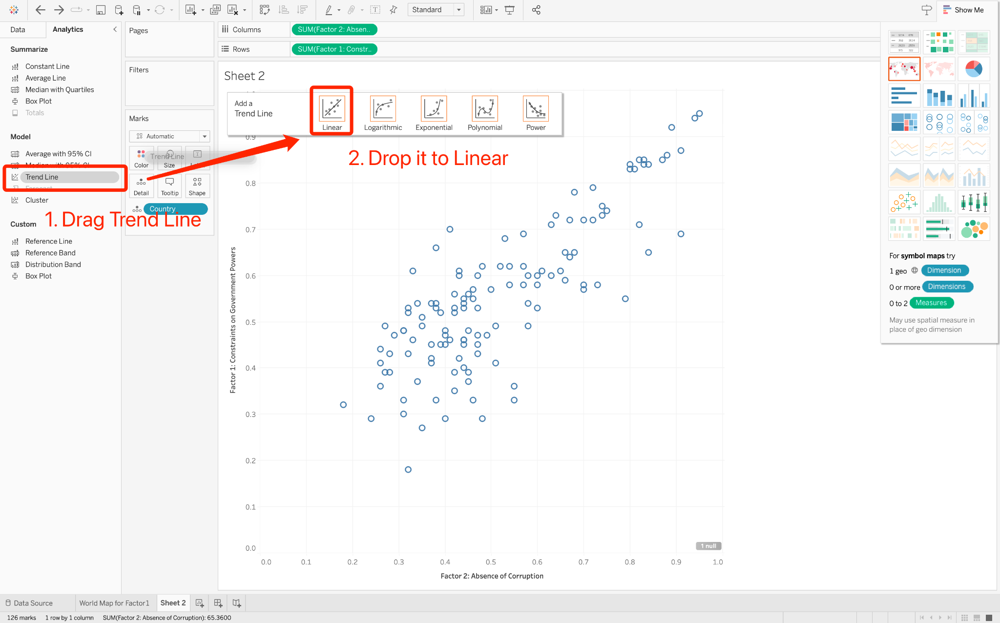 Standard
Show Me
Data
Analytics
Pages
Columns
SUM(Factor 2: Absen..
Rows
SUM(Factor 1: Constr..
Summarize
Constant Line
Average Line
Median with Quartiles
Box Plot
Totals
Model
Average with 95% CI
Median with 95% CI
Trend Line
Forecast
Cluster
Custom
Reference Line
Reference Band
Distribution Band
Box Plot
1. Drag Trend Line
Filters
Marks
Automatic
Color
Size
Trend Line
Detail
Tooltip
Shape
Country
Sheet 2
Add a
Trend Line
Linear
Logarithmic
Exponential
Polynomial
Power
2. Drop it to Linear
Factor 1: Constraints on Government Powers
0.9
0.8
0.7
0.6
0.5
0.4
0.3
0.2
0.1
0.0
1 null
0.0
0.1
0.2
0.3
0.4
0.5
0.6
0.7
0.8
0.9
1.0
Factor 2: Absence of Corruption
For symbol maps try
1 geo Dimension
0 or more Dimensions
0 to 2 Measures
May use spatial measure in
place of geo dimension
Data Source
World Map for Factor1
Sheet 2
126 marks
1 row by 1 column
SUM(Factor 2: Absence of Corruption): 65.3600